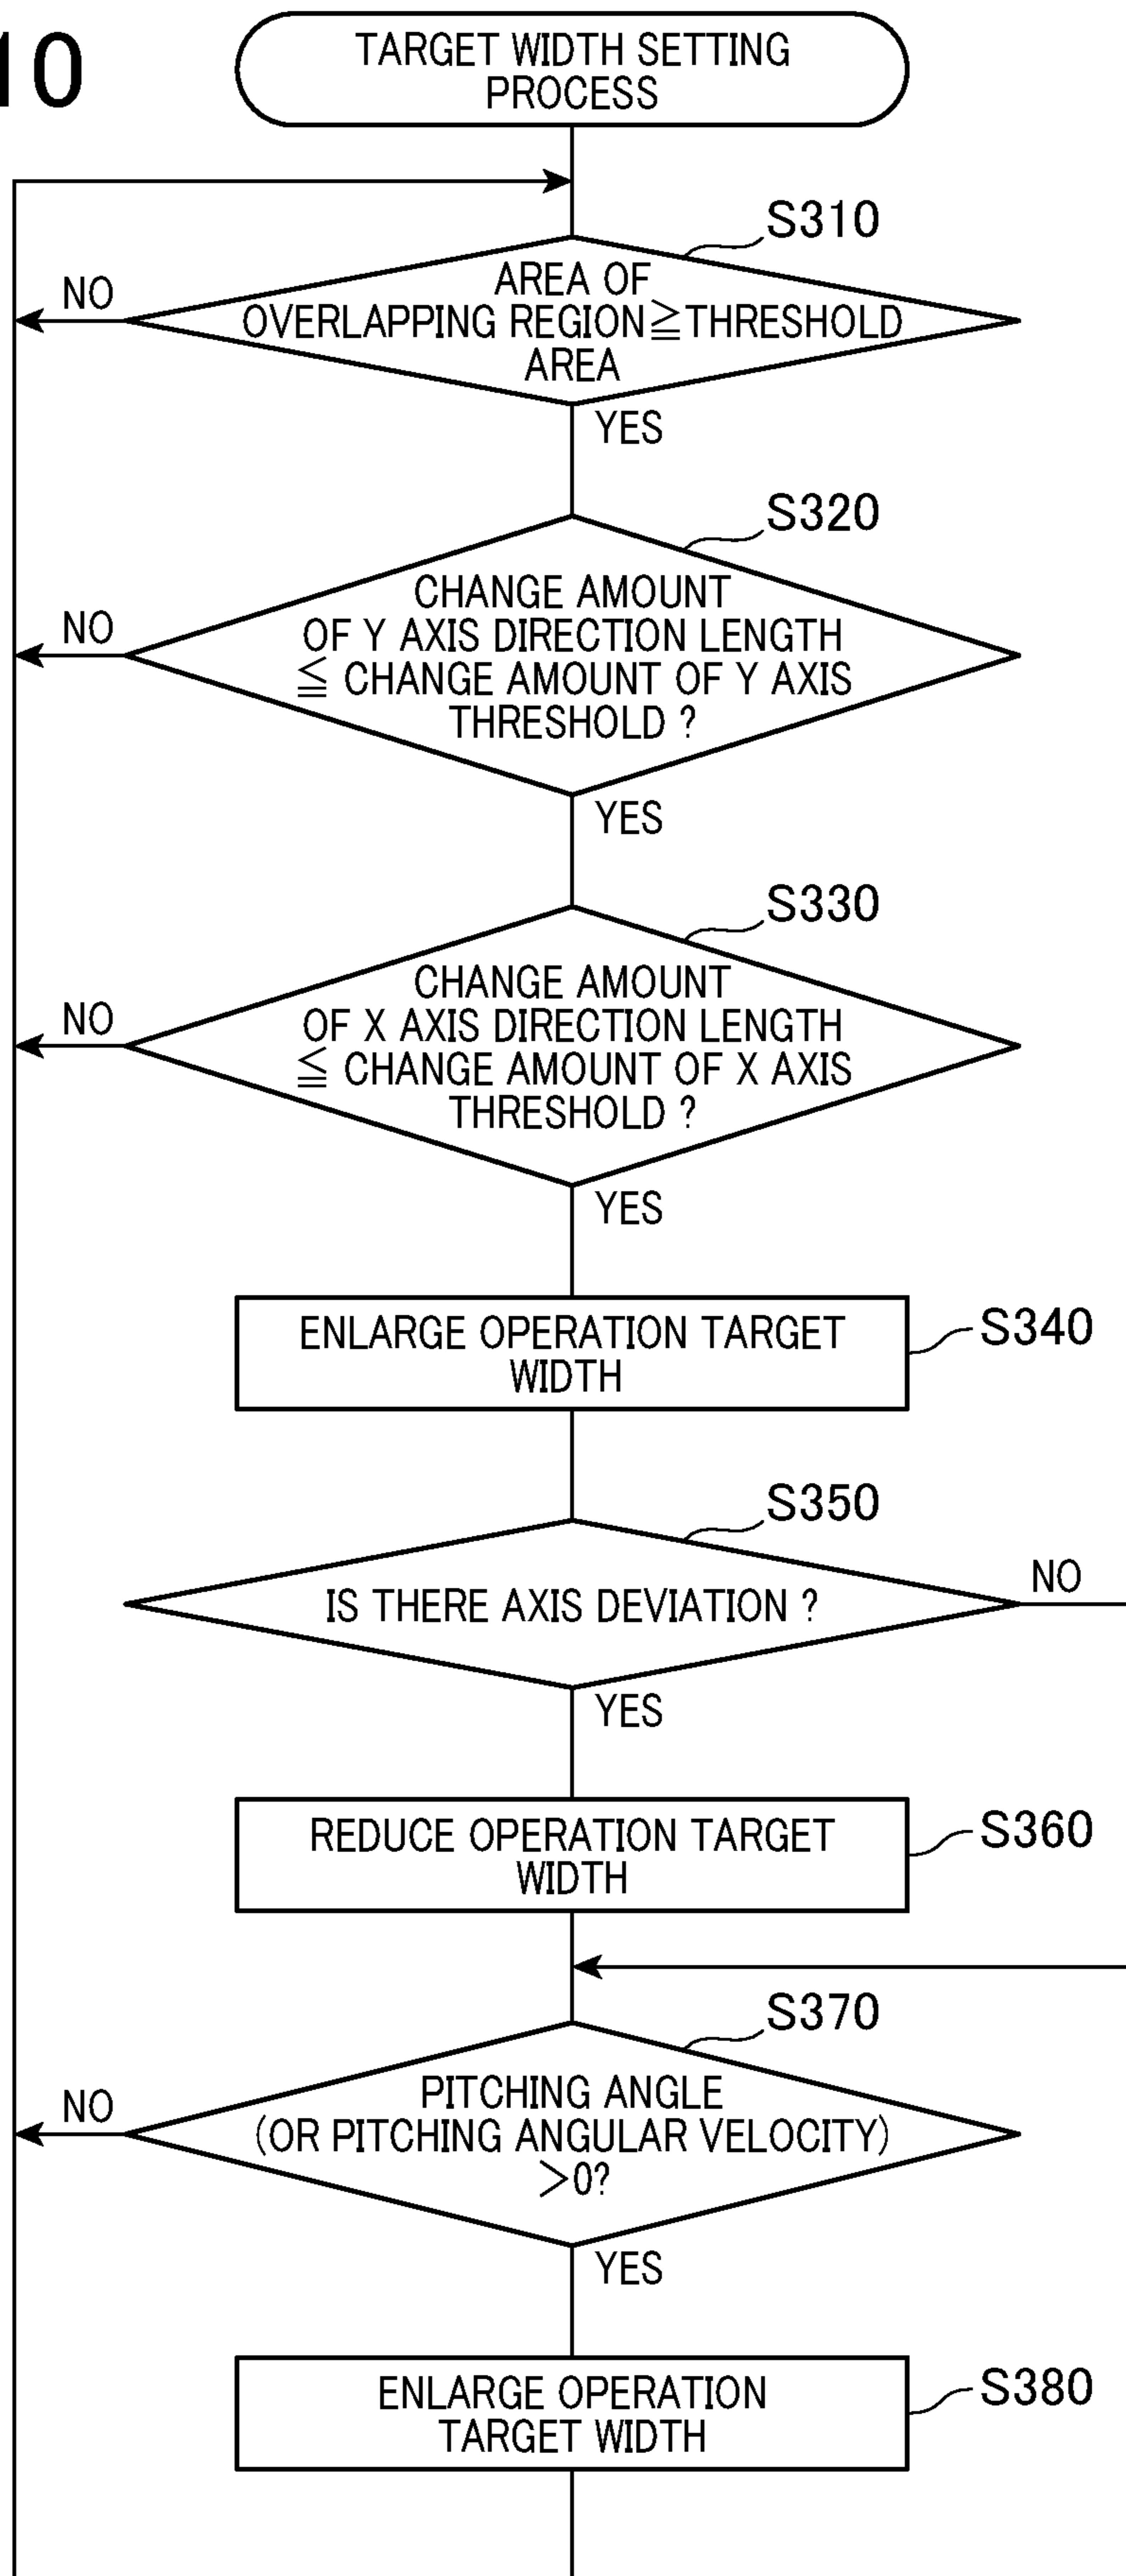 10
TARGET WIDTH SETTING
PROCESS
S310
NO
AREA OF
OVERLAPPING REGION≧THRESHOLD
AREA
YES
S320
NO
CHANGE AMOUNT
OF Y AXIS DIRECTION LENGTH
≦ CHANGE AMOUNT OF Y AXIS
THRESHOLD ?
YES
S330
NO
CHANGE AMOUNT
OF X AXIS DIRECTION LENGTH
≦ CHANGE AMOUNT OF X AXIS
THRESHOLD ?
YES
ENLARGE OPERATION TARGET
WIDTH
S340
S350
IS THERE AXIS DEVIATION ?
NO
YES
REDUCE OPERATION TARGET
WIDTH
S360
S370
NO
PITCHING ANGLE
(OR PITCHING ANGULAR VELOCITY)
>0?
YES
ENLARGE OPERATION
TARGET WIDTH
S380